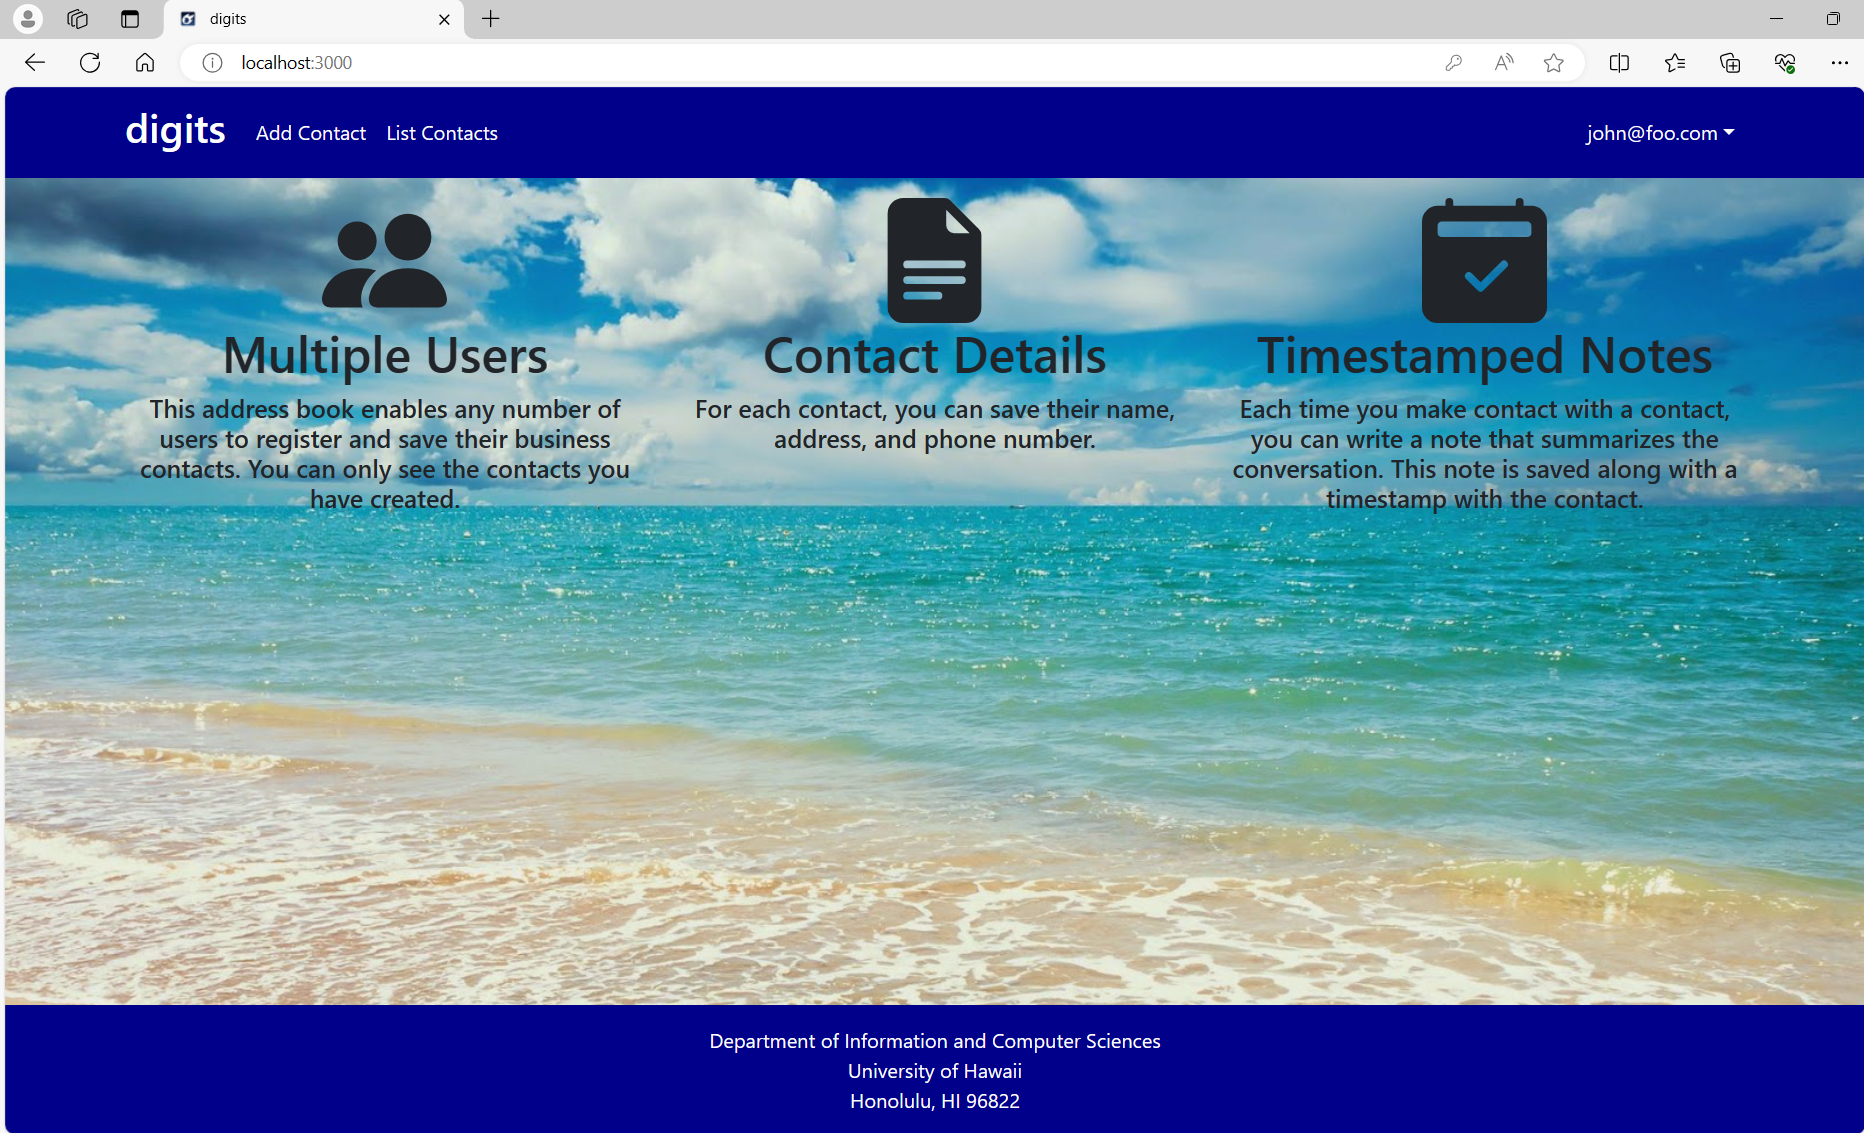 digits
localhost:3000
digits
Add Contact
List Contacts
john@foo.com
Multiple Users
This address book enables any number of
users to register and save their business
contacts. You can only see the contacts you
have created.
Contact Details
For each contact, you can save their name,
address, and phone number.
Timestamped Notes
Each time you make contact with a contact,
you can write a note that summarizes the
conversation. This note is saved along with a
timestamp with the contact.
Department of Information and Computer Sciences
University of Hawaii
Honolulu, HI 96822